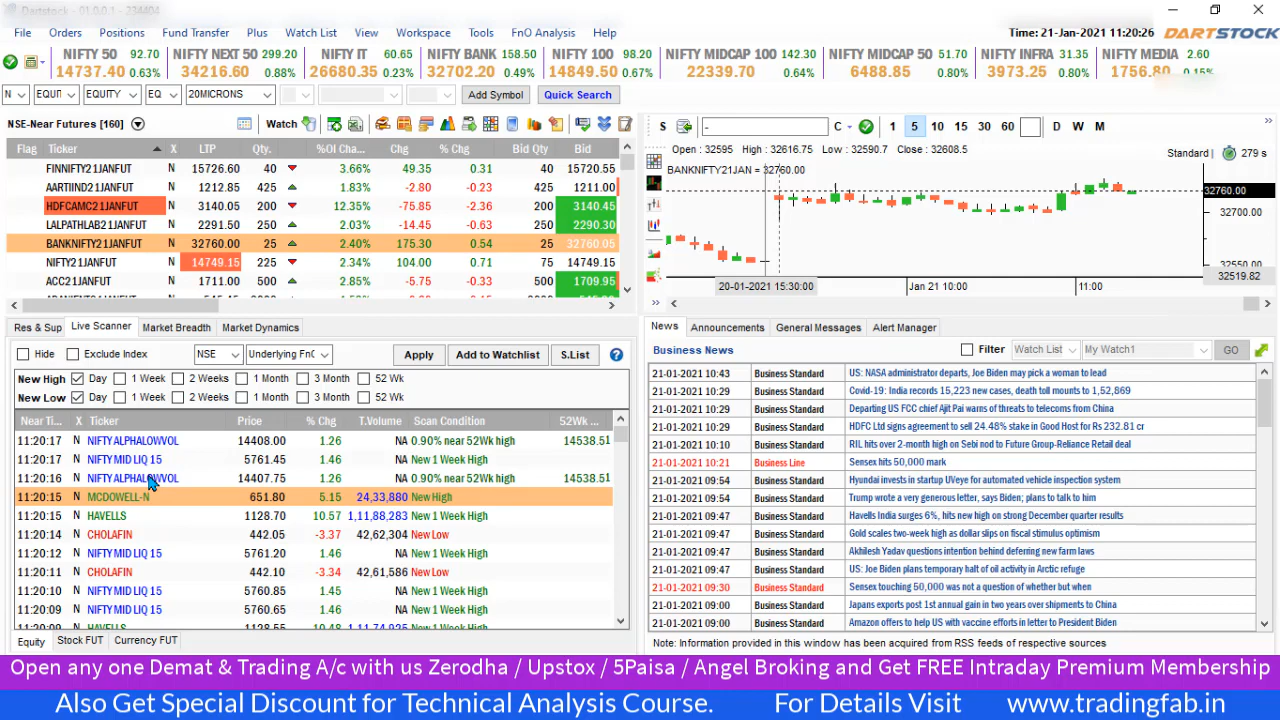 Dartstock - 01.0.0.1 - 234404
File Orders Positions Fund Transfer Plus Watch List View Workspace Tools FnO Analysis Help
Time: 21-Jan-2021 11:20:26 DARTSTOCK
NIFTY 50 92.70 14737.40 0.63%
NIFTY NEXT 50 299.20 34216.60 0.88%
NIFTY IT 60.65 26680.35 0.23%
NIFTY BANK 158.50 32702.20 0.49%
NIFTY 100 98.20 14849.50 0.67%
NIFTY MIDCAP 100 142.30 22339.70 0.64%
NIFTY MIDCAP 50 51.70 6488.85 0.80%
NIFTY INFRA 31.35 3973.25 0.80%
NIFTY MEDIA 2.60 1756.80 0.15%
N EQUIT EQUITY EQ 20MICRONS Add Symbol Quick Search
NSE-Near Futures [160] Watch
Flag Ticker X LTP Qty. %OI Cha... Chg % Chg Bid Qty Bid
FINNIFTY21JANFUT N 15726.60 40 3.66% 49.35 0.31 40 15720.55
AARTIIND21JANFUT N 1212.85 425 1.83% -2.80 -0.23 425 1211.00
HDFCAMC21JANFUT N 3140.05 200 12.35% -75.85 -2.36 200 3140.45
LALPATHLAB21JANFUT N 2291.50 250 2.03% -14.45 -0.63 250 2290.30
BANKNIFTY21JANFUT N 32760.00 25 2.40% 175.30 0.54 25 32760.05
NIFTY21JANFUT N 14749.15 225 2.34% 104.00 0.71 75 14749.15
ACC21JANFUT N 1711.00 500 2.85% -5.75 -0.33 500 1709.95
S - C 1 5 10 15 30 60 D W M
Open : 32595 High : 32616.75 Low : 32590.7 Close : 32608.5 Standard 279 s
BANKNIFTY21JAN = 32760.00
32760.00
32700.00
32550.00
32519.82
20-01-2021 15:30:00 Jan 21 10:00 11:00
Res & Sup Live Scanner Market Breadth Market Dynamics
Hide Exclude Index NSE Underlying FnO Apply Add to Watchlist S.List
New High Day 1 Week 2 Weeks 1 Month 3 Month 52 Wk
New Low Day 1 Week 2 Weeks 1 Month 3 Month 52 Wk
Near Ti... X Ticker Price % Chg T.Volume Scan Condition 52Wk ...
11:20:17 N NIFTY ALPHALOWVOL 14408.00 1.26 NA 0.90% near 52Wk high 14538.51
11:20:17 N NIFTY MID LIQ 15 5761.45 1.46 NA New 1 Week High
11:20:16 N NIFTY ALPHALOWVOL 14407.75 1.26 NA 0.90% near 52Wk high 14538.51
11:20:15 N MCDOWELL-N 651.80 5.15 24,33,880 New High
11:20:15 N HAVELLS 1128.70 10.57 1,11,88,283 New 1 Week High
11:20:14 N CHOLAFIN 442.05 -3.37 42,62,304 New Low
11:20:12 N NIFTY MID LIQ 15 5761.20 1.46 NA New 1 Week High
11:20:11 N CHOLAFIN 442.10 -3.34 42,61,586 New Low
11:20:10 N NIFTY MID LIQ 15 5760.85 1.45 NA New 1 Week High
11:20:09 N NIFTY MID LIQ 15 5760.65 1.46 NA New 1 Week High
11:20:09 N HAVELLS 1128.55 10.48 1,11,74,925 New 1 Week High
Equity Stock FUT Currency FUT
News Announcements General Messages Alert Manager
Business News Filter Watch List My Watch1 GO
21-01-2021 10:43 Business Standard US: NASA administrator departs, Joe Biden may pick a woman to lead
21-01-2021 10:29 Business Standard Covid-19: India records 15,223 new cases, death toll mounts to 1,52,869
21-01-2021 10:29 Business Standard Departing US FCC chief Ajit Pai warns of threats to telecoms from China
21-01-2021 10:29 Business Standard HDFC Ltd signs agreement to sell 24.48% stake in Good Host for Rs 232.81 cr
21-01-2021 10:10 Business Standard RIL hits over 2-month high on Sebi nod to Future Group-Reliance Retail deal
21-01-2021 10:21 Business Line Sensex hits 50,000 mark
21-01-2021 09:54 Business Standard Hyundai invests in startup UVeye for automated vehicle inspection system
21-01-2021 09:54 Business Standard Trump wrote a very generous letter, says Biden; plans to talk to him
21-01-2021 09:47 Business Standard Havells India surges 6%, hits new high on strong December quarter results
21-01-2021 09:47 Business Standard Gold scales two-week high as dollar slips on fiscal stimulus optimism
21-01-2021 09:47 Business Standard Akhilesh Yadav questions intention behind deferring new farm laws
21-01-2021 09:47 Business Standard US: Joe Biden plans temporary halt of oil activity in Arctic refuge
21-01-2021 09:30 Business Standard Sensex touching 50,000 was not a question of whether but when
21-01-2021 09:00 Business Standard Japans exports post 1st annual gain in two years over shipments to China
21-01-2021 09:00 Business Standard Amazon offers to help US with vaccine efforts in letter to President Biden
Note: Information provided in this window has been acquired from RSS feeds of respective sources
Open any one Demat & Trading A/c with us Zerodha / Upstox / 5Paisa / Angel Broking and Get FREE Intraday Premium Membership
Also Get Special Discount for Technical Analysis Course. For Details Visit www.tradingfab.in